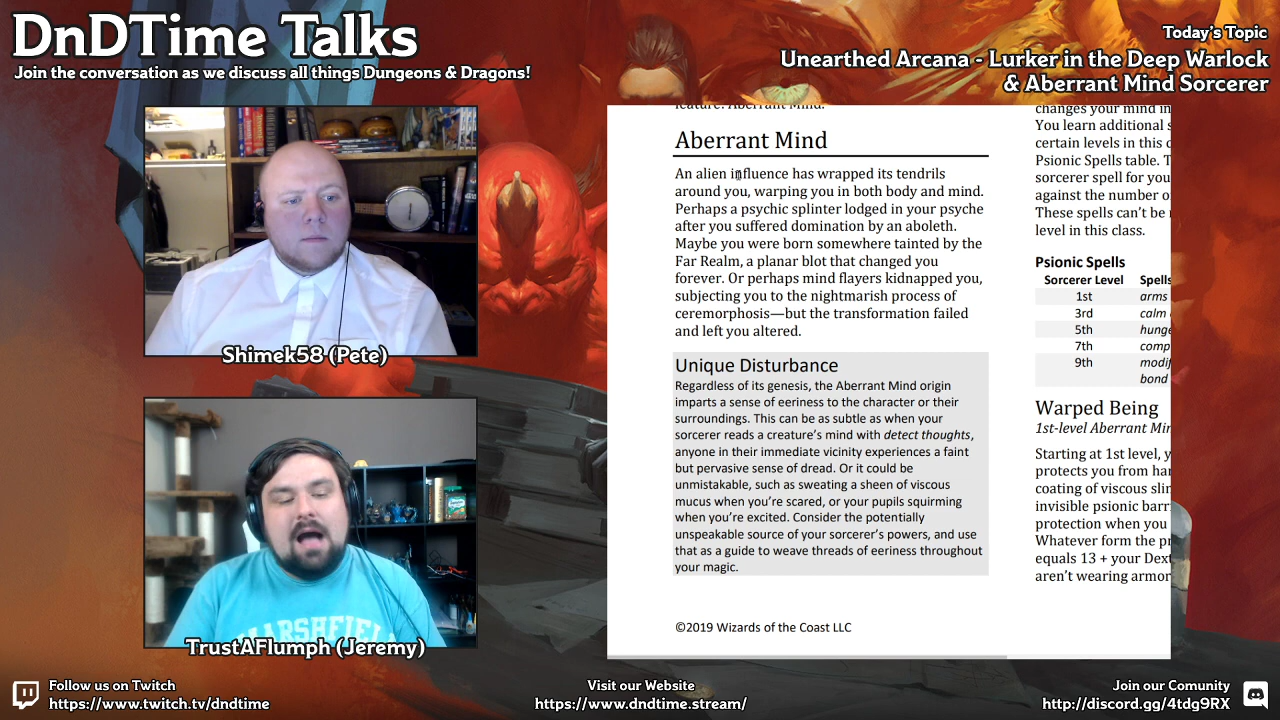 DnDTime Talks
Join the conversation as we discuss all things Dungeons & Dragons!
Today's Topic
Unearthed Arcana - Lurker in the Deep Warlock
& Aberrant Mind Sorcerer
Shimek58 (Pete)
TrustAFlumph (Jeremy)
feature: Aberrant Mind.
Aberrant Mind
An alien influence has wrapped its tendrils
around you, warping you in both body and mind.
Perhaps a psychic splinter lodged in your psyche
after you suffered domination by an aboleth.
Maybe you were born somewhere tainted by the
Far Realm, a planar blot that changed you
forever. Or perhaps mind flayers kidnapped you,
subjecting you to the nightmarish process of
ceremorphosis—but the transformation failed
and left you altered.
Unique Disturbance
Regardless of its genesis, the Aberrant Mind origin
imparts a sense of eeriness to the character or their
surroundings. This can be as subtle as when your
sorcerer reads a creature's mind with detect thoughts,
anyone in their immediate vicinity experiences a faint
but pervasive sense of dread. Or it could be
unmistakable, such as sweating a sheen of viscous
mucus when you're scared, or your pupils squirming
when you're excited. Consider the potentially
unspeakable source of your sorcerer's powers, and use
that as a guide to weave threads of eeriness throughout
your magic.
©2019 Wizards of the Coast LLC
changes your mind in
You learn additional s
certain levels in this c
Psionic Spells table. T
sorcerer spell for you
against the number o
These spells can't be
level in this class.
Psionic Spells
Sorcerer Level Spells
1st arms
3rd calm
5th hunge
7th comp
9th modif
bond
Warped Being
1st-level Aberrant Min
Starting at 1st level, y
protects you from har
coating of viscous slim
invisible psionic barr
protection when you
Whatever form the pr
equals 13 + your Dext
aren't wearing armor
MARSHFIEL
Follow us on Twitch
https://www.twitch.tv/dndtime
Visit our Website
https://www.dndtime.stream/
Join our Comunity
http://discord.gg/4tdg9RX